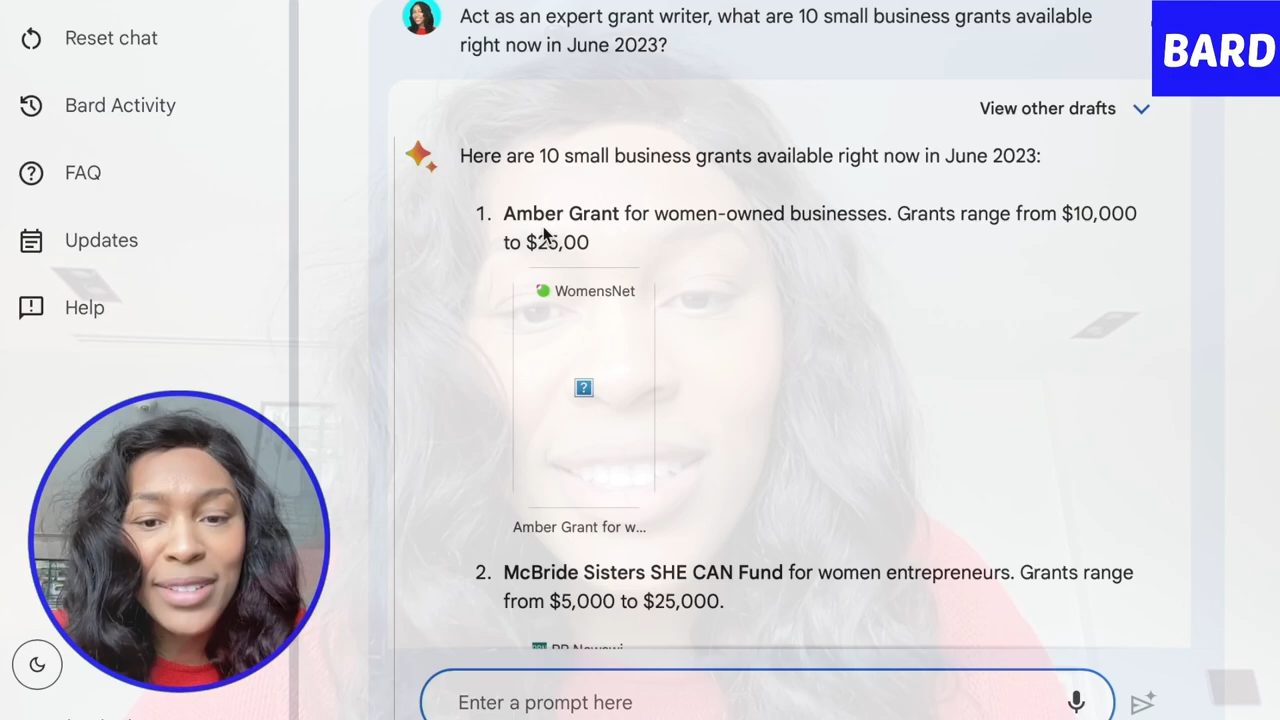 Reset chat
Bard Activity
FAQ
Updates
Help
Act as an expert grant writer, what are 10 small business grants available
right now in June 2023?
BARD
View other drafts
Here are 10 small business grants available right now in June 2023:
1. Amber Grant for women-owned businesses. Grants range from $10,000
to $25,00
WomensNet
?
Amber Grant for w...
2. McBride Sisters SHE CAN Fund for women entrepreneurs. Grants range
from $5,000 to $25,000.
Enter a prompt here